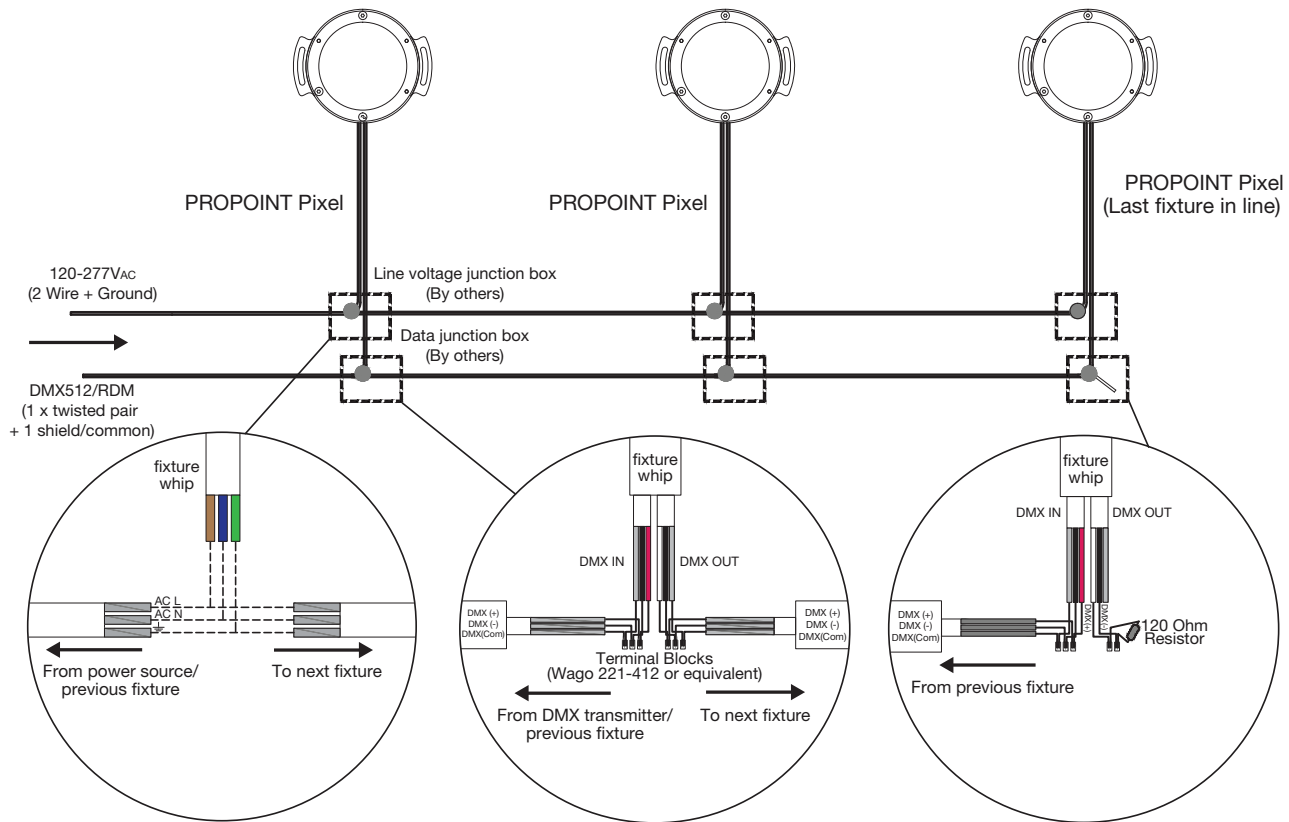 PROPOINT Pixel
PROPOINT Pixel
PROPOINT Pixel
(Last fixture in line)
120-277VAC
(2 Wire + Ground)
Line voltage junction box
(By others)
Data junction box
(By others)
DMX512/RDM
(1 x twisted pair
+ 1 shield/common)
fixture
whip
AC L
AC N
From power source/
previous fixture
To next fixture
fixture
whip
DMX IN
DMX OUT
DMX (+)
DMX (-)
DMX(Com)
DMX (+)
DMX (-)
DMX(Com)
Terminal Blocks
(Wago 221-412 or equivalent)
From DMX transmitter/
previous fixture
To next fixture
fixture
whip
DMX IN
DMX OUT
DMX (+)
DMX (-)
DMX(Com)
DMX(+)
DMX(-)
120 Ohm
Resistor
From previous fixture